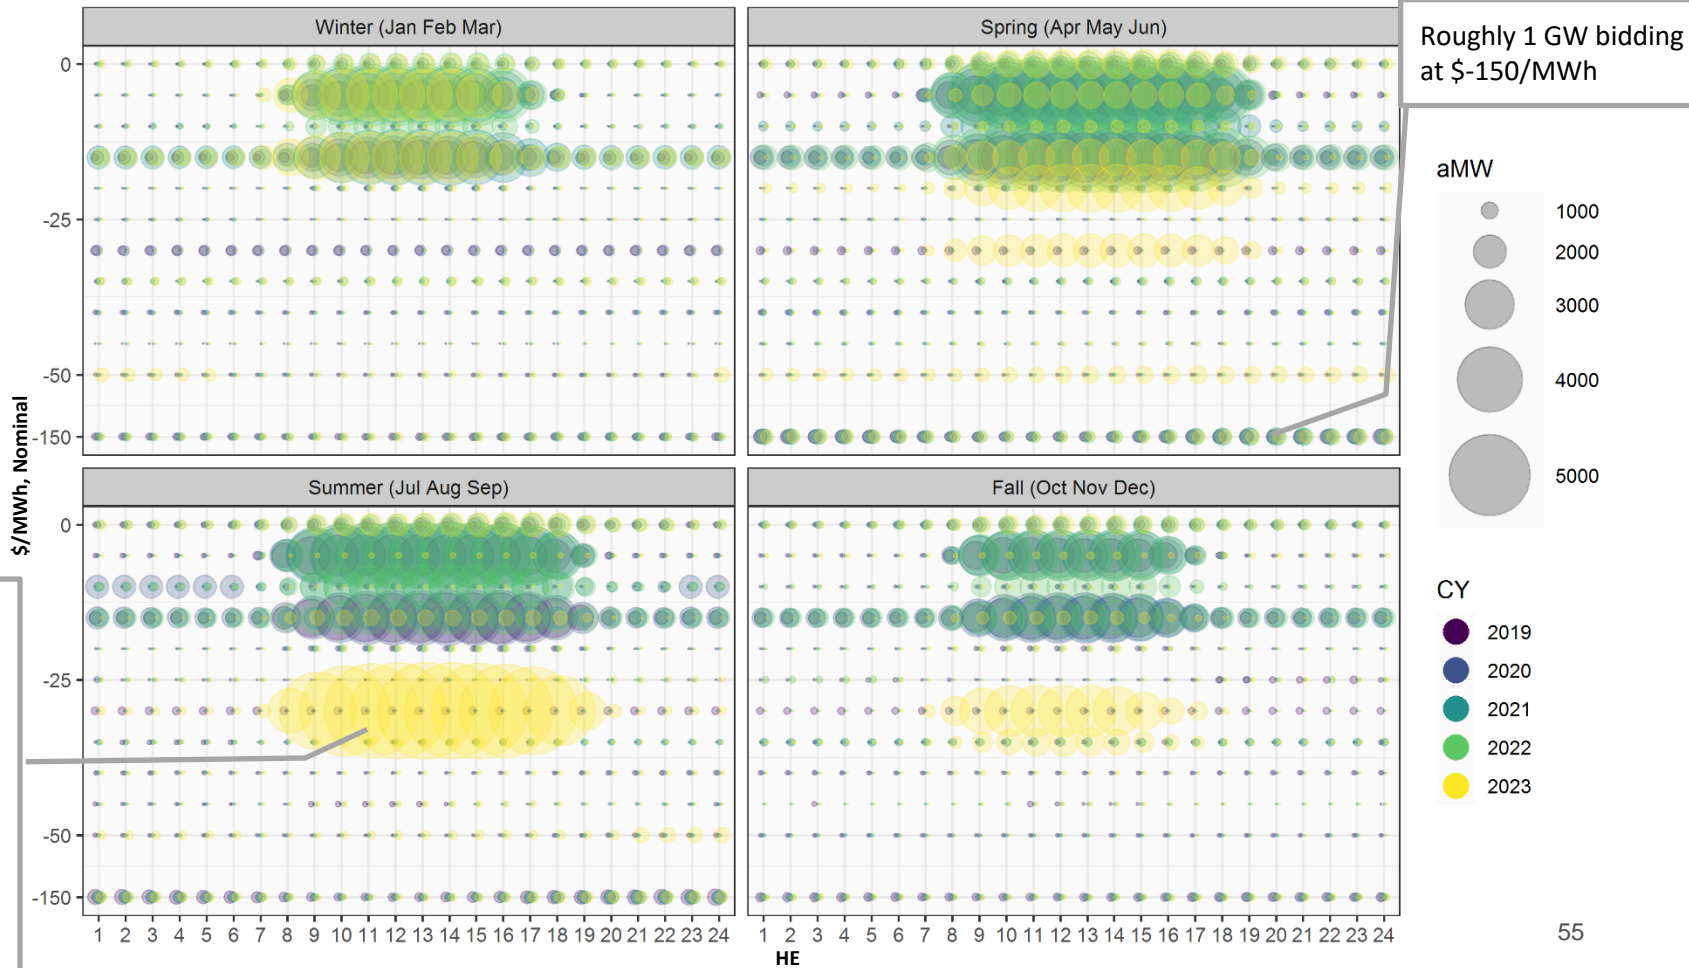 Winter (Jan Feb Mar)
Spring (Apr May Jun)
Roughly 1 GW bidding
at $-150/MWh
0
-25
-50
-150
$/MWh, Nominal
Summer (Jul Aug Sep)
Fall (Oct Nov Dec)
0
-25
-50
-150
1 2 3 4 5 6 7 8 9 10 11 12 13 14 15 16 17 18 19 20 21 22 23 24
1 2 3 4 5 6 7 8 9 10 11 12 13 14 15 16 17 18 19 20 21 22 23 24
HE
aMW
1000
2000
3000
4000
5000
CY
2019
2020
2021
2022
2023
55